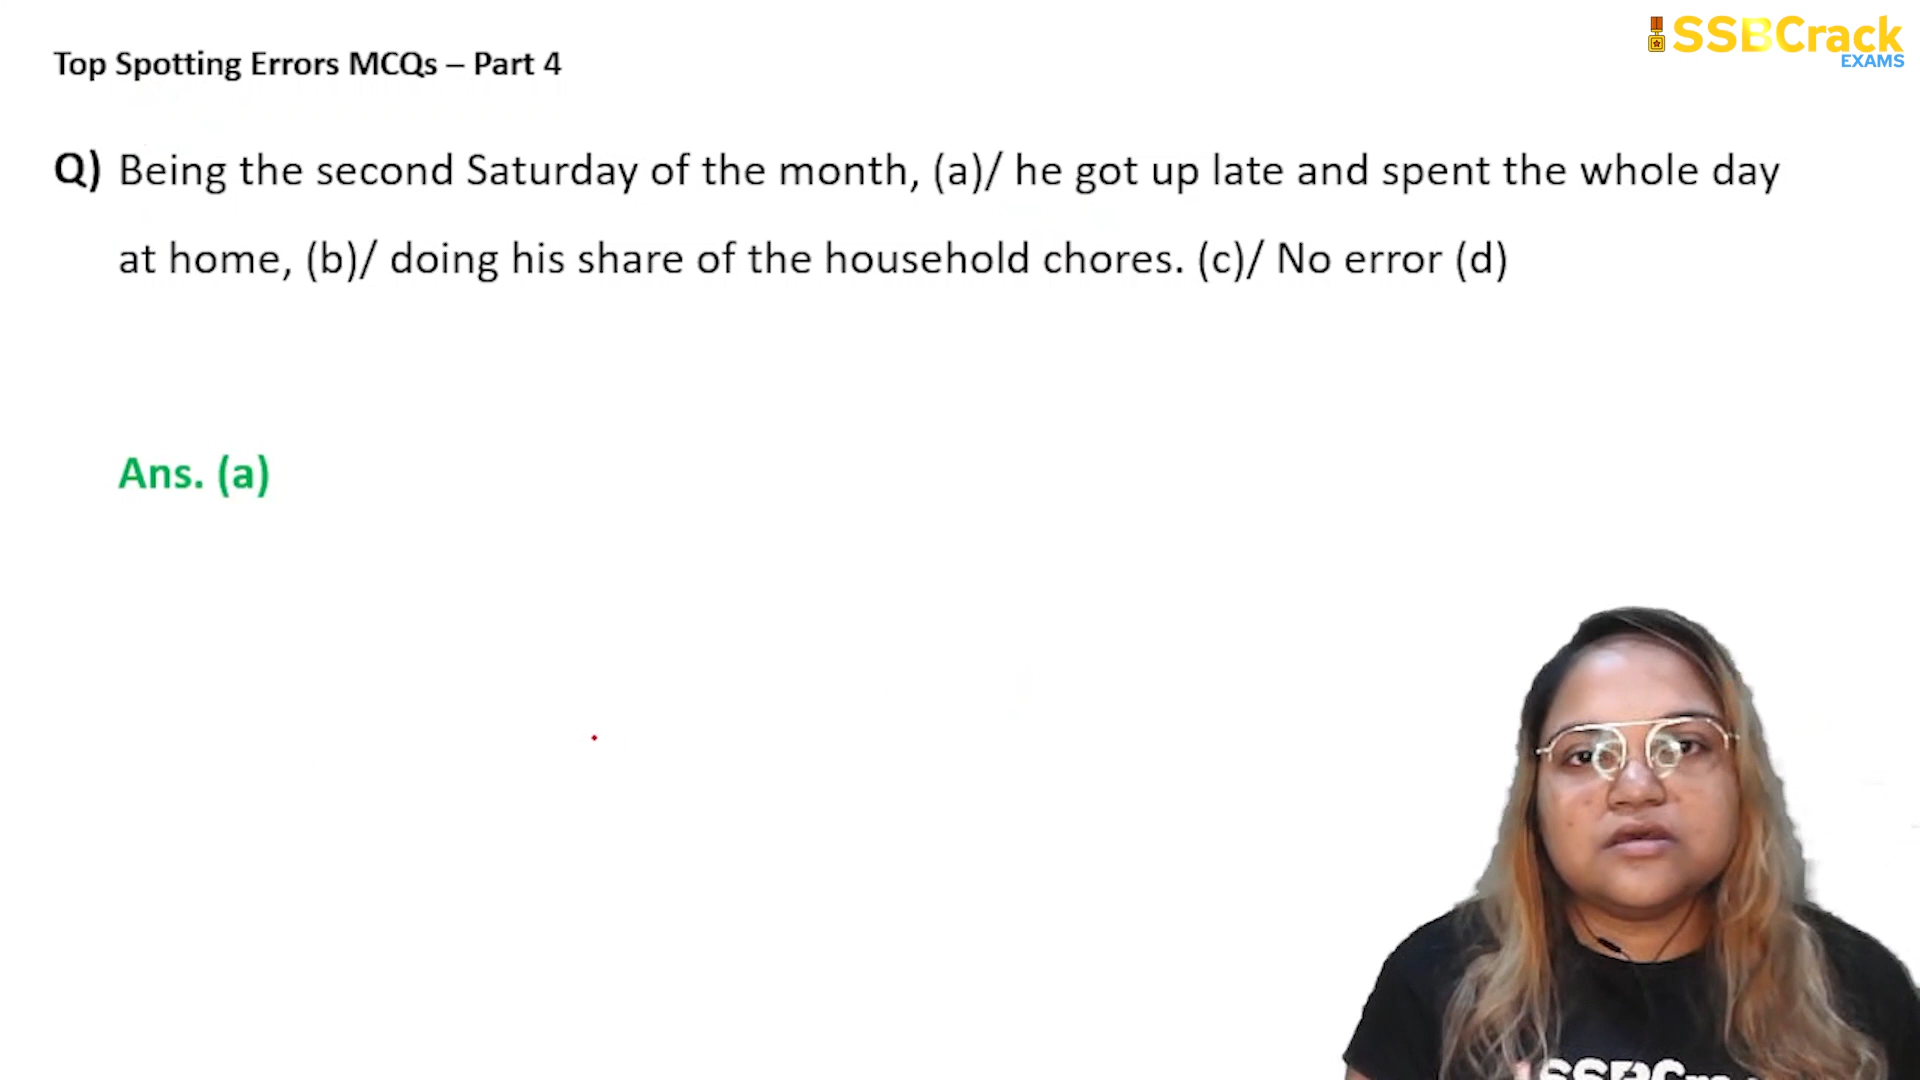 SSBCrack
EXAMS
Top Spotting Errors MCQs – Part 4
Q) Being the second Saturday of the month, (a)/ he got up late and spent the whole day
at home, (b)/ doing his share of the household chores. (c)/ No error (d)
Ans. (a)